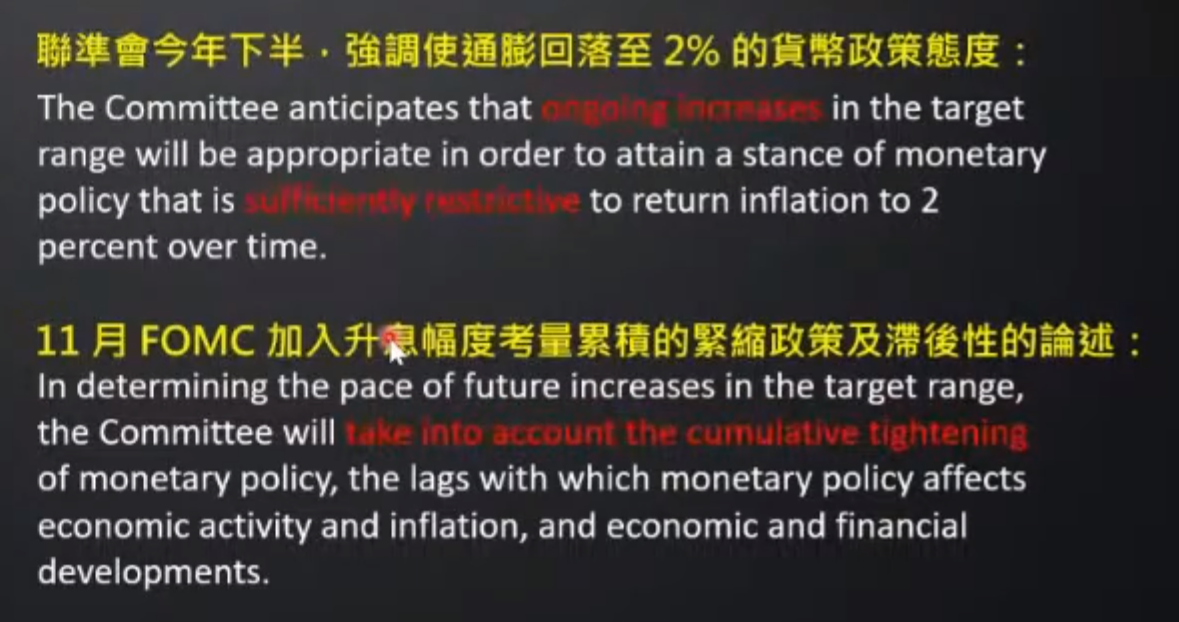 聯準會今年下半，強調使通膨回落至 2% 的貨幣政策態度：
The Committee anticipates that ongoing increases in the target
range will be appropriate in order to attain a stance of monetary
policy that is sufficiently restrictive to return inflation to 2
percent over time.
11 月 FOMC 加入升息幅度考量累積的緊縮政策及滯後性的論述：
In determining the pace of future increases in the target range,
the Committee will take into account the cumulative tightening
of monetary policy, the lags with which monetary policy affects
economic activity and inflation, and economic and financial
developments.